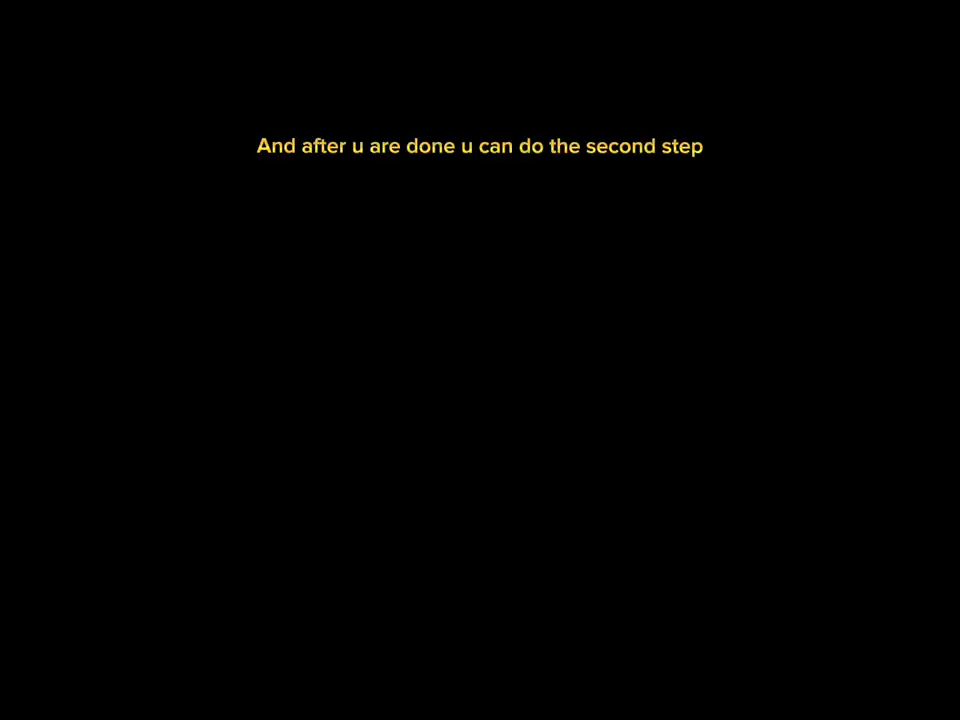 And after u are done u can do the second step